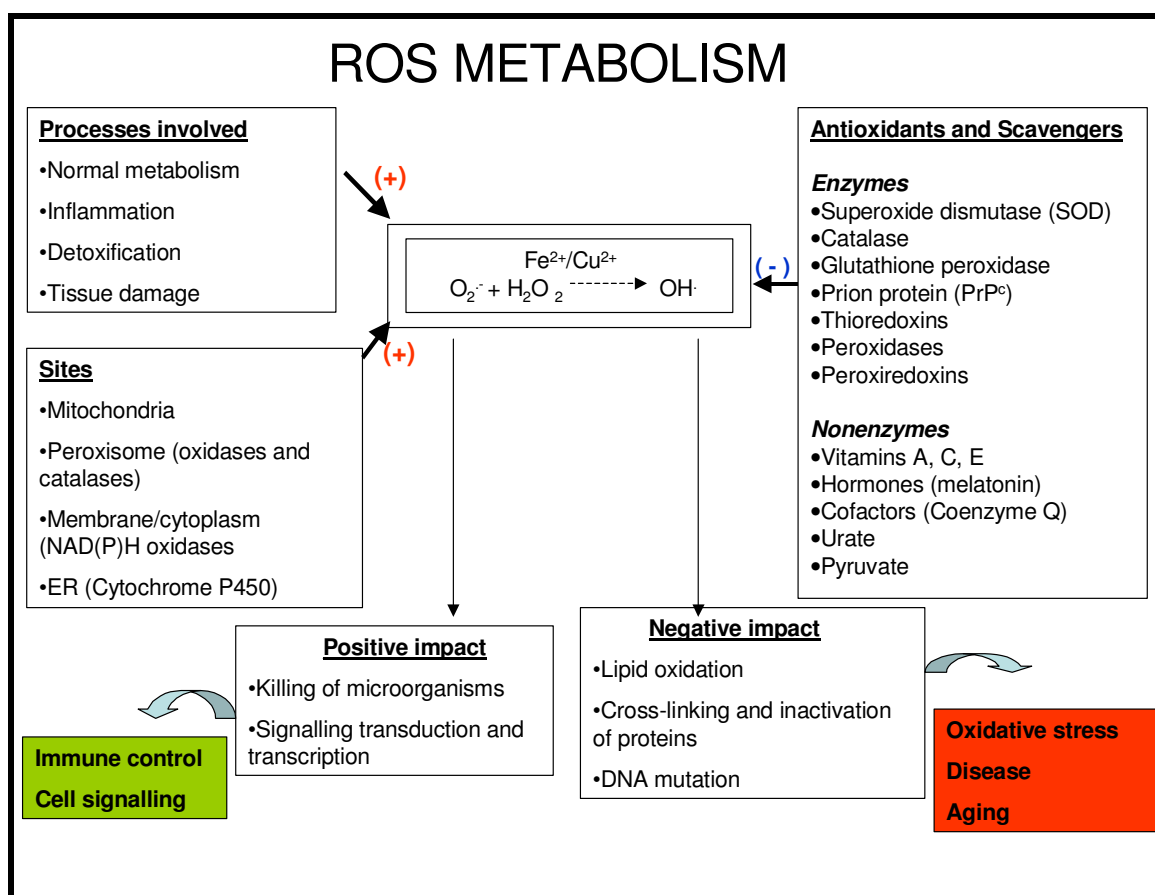 ROS METABOLISM
Processes involved
•Normal metabolism
•Inflammation
•Detoxification
•Tissue damage
(+)
Sites
•Mitochondria
•Peroxisome (oxidases and
catalases)
•Membrane/cytoplasm
(NAD(P)H oxidases
•ER (Cytochrome P450)
(+)
Fe²⁺/Cu²⁺
O₂·⁻ + H₂O₂ --------> OH·
(-)
Antioxidants and Scavengers
Enzymes
•Superoxide dismutase (SOD)
•Catalase
•Glutathione peroxidase
•Prion protein (PrPᶜ)
•Thioredoxins
•Peroxidases
•Peroxiredoxins
Nonenzymes
•Vitamins A, C, E
•Hormones (melatonin)
•Cofactors (Coenzyme Q)
•Urate
•Pyruvate
Positive impact
•Killing of microorganisms
•Signalling transduction and
transcription
Immune control
Cell signalling
Negative impact
•Lipid oxidation
•Cross-linking and inactivation
of proteins
•DNA mutation
Oxidative stress
Disease
Aging